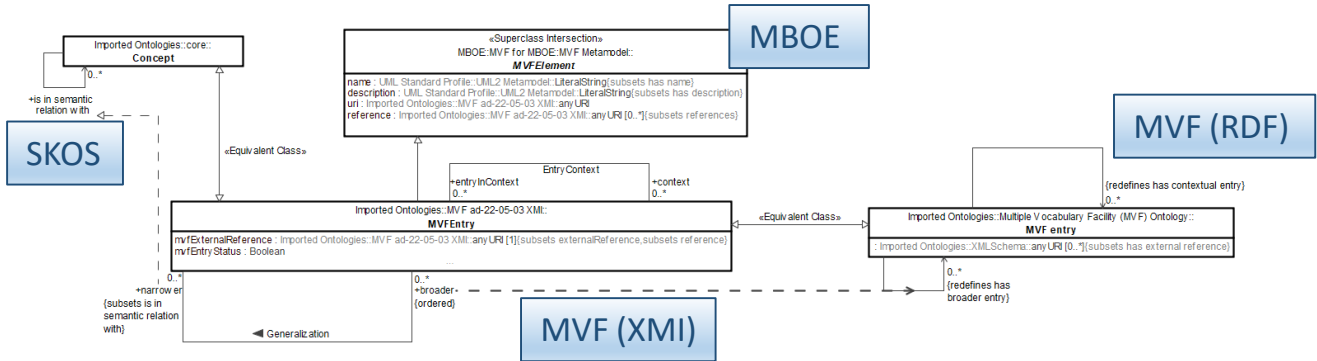 Imported Ontologies::core::
Concept
0..*
+is in semantic
relation with
SKOS
«Equivalent Class»
«Superclass Intersection»
MBOE::MVF for MBOE::MVF Metamodel::
MVFElement
name : UML Standard Profile::UML2 Metamodel::LiteralString{subsets has name}
description : UML Standard Profile::UML2 Metamodel::LiteralString{subsets has description}
uri : Imported Ontologies::MVF ad-22-05-03 XMI::anyURI
reference : Imported Ontologies::MVF ad-22-05-03 XMI::anyURI [0..*]{subsets references}
MBOE
MVF (RDF)
EntryContext
+entryInContext
0..*
+context
0..*
{redefines has contextual entry}
0..*
Imported Ontologies::MVF ad-22-05-03 XMI::
MVFEntry
mvfExternalReference : Imported Ontologies::MVF ad-22-05-03 XMI::anyURI [1]{subsets externalReference,subsets reference}
mvfEntryStatus : Boolean
...
«Equivalent Class»
Imported Ontologies::Multiple Vocabulary Facility (MVF) Ontology::
MVF entry
: Imported Ontologies::XMLSchema::anyURI [0..*]{subsets has external reference}
0..*
+narrower
{subsets is in
semantic relation
with}
0..*
+broader
{ordered}
Generalization
0..*
{redefines has
broader entry}
MVF (XMI)